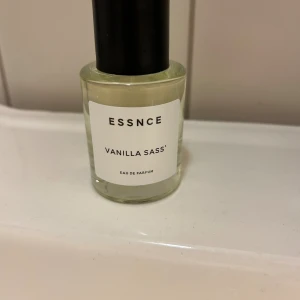 ESSNCE
VANILLA SASS*
EAU DE PARFUM